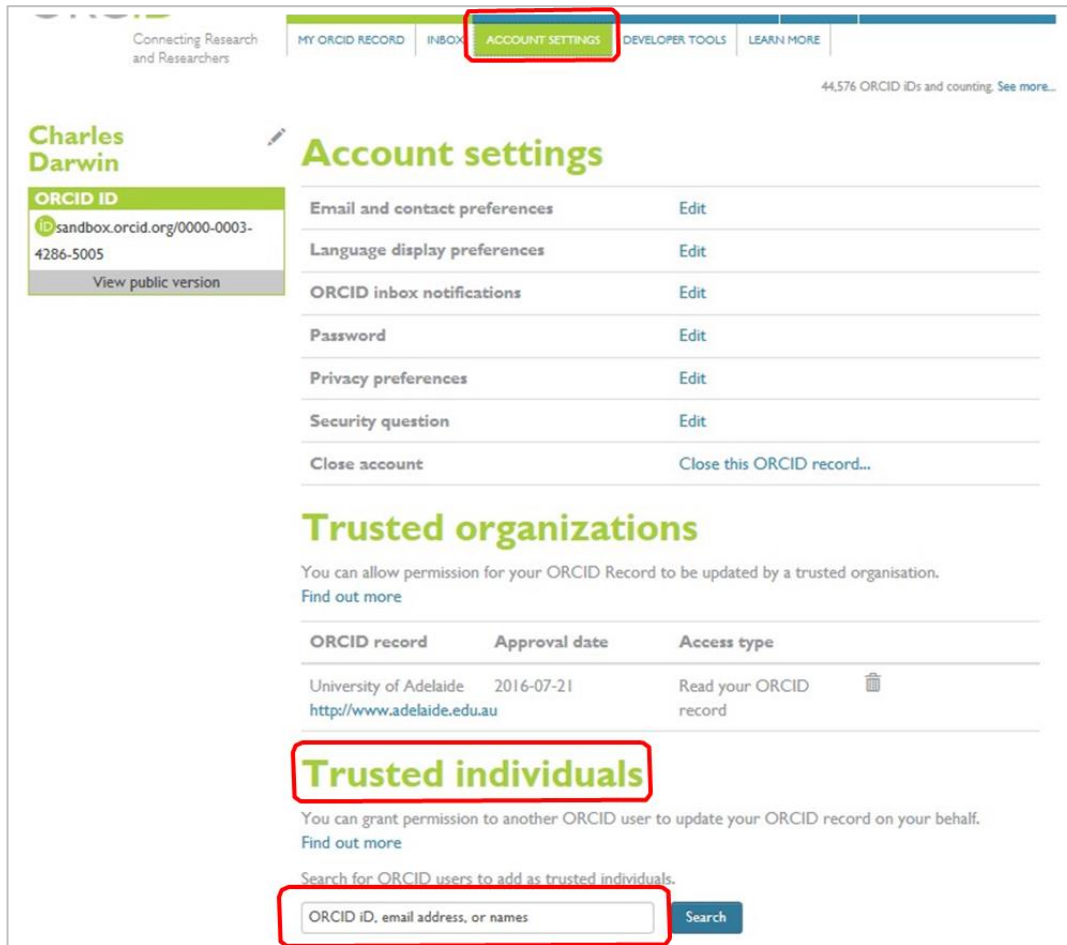 Connecting Research
and Researchers
MY ORCID RECORD INBOX ACCOUNT SETTINGS DEVELOPER TOOLS LEARN MORE
44,576 ORCID iDs and counting. See more...
Charles
Darwin
ORCID ID
iD sandbox.orcid.org/0000-0003-
4286-5005
View public version
Account settings
Email and contact preferences Edit
Language display preferences Edit
ORCID inbox notifications Edit
Password Edit
Privacy preferences Edit
Security question Edit
Close account Close this ORCID record...
Trusted organizations
You can allow permission for your ORCID Record to be updated by a trusted organisation.
Find out more
ORCID record Approval date Access type
University of Adelaide 2016-07-21 Read your ORCID
http://www.adelaide.edu.au record
Trusted individuals
You can grant permission to another ORCID user to update your ORCID record on your behalf.
Find out more
Search for ORCID users to add as trusted individuals.
ORCID iD, email address, or names Search